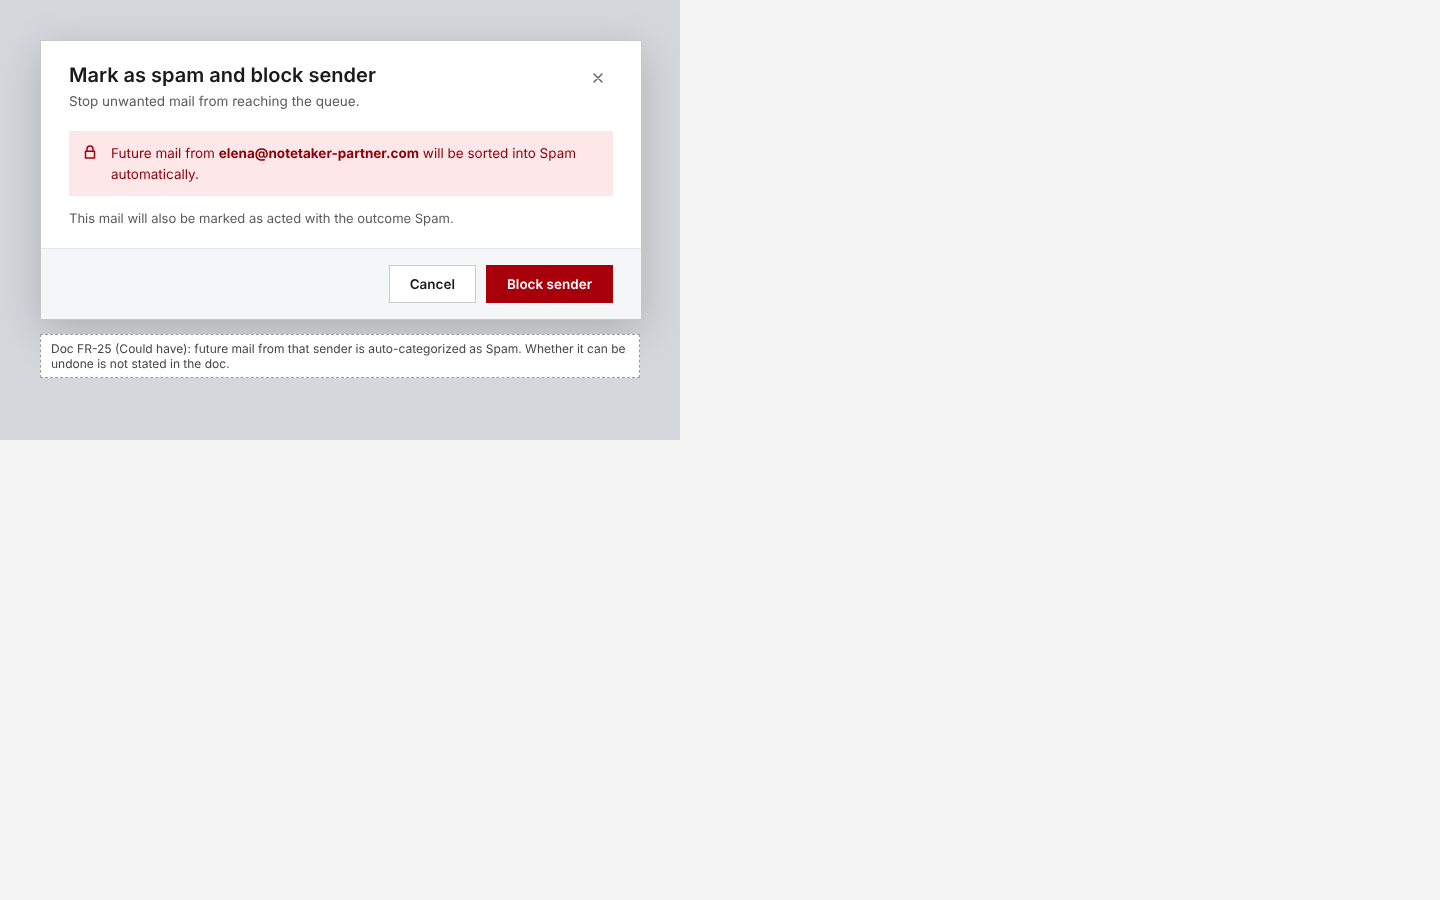 Mark as spam and block sender
Stop unwanted mail from reaching the queue.
Future mail from elena@notetaker-partner.com will be sorted into Spam
automatically.
This mail will also be marked as acted with the outcome Spam.
Cancel
Block sender
Doc FR-25 (Could have): future mail from that sender is auto-categorized as Spam. Whether it can be
undone is not stated in the doc.